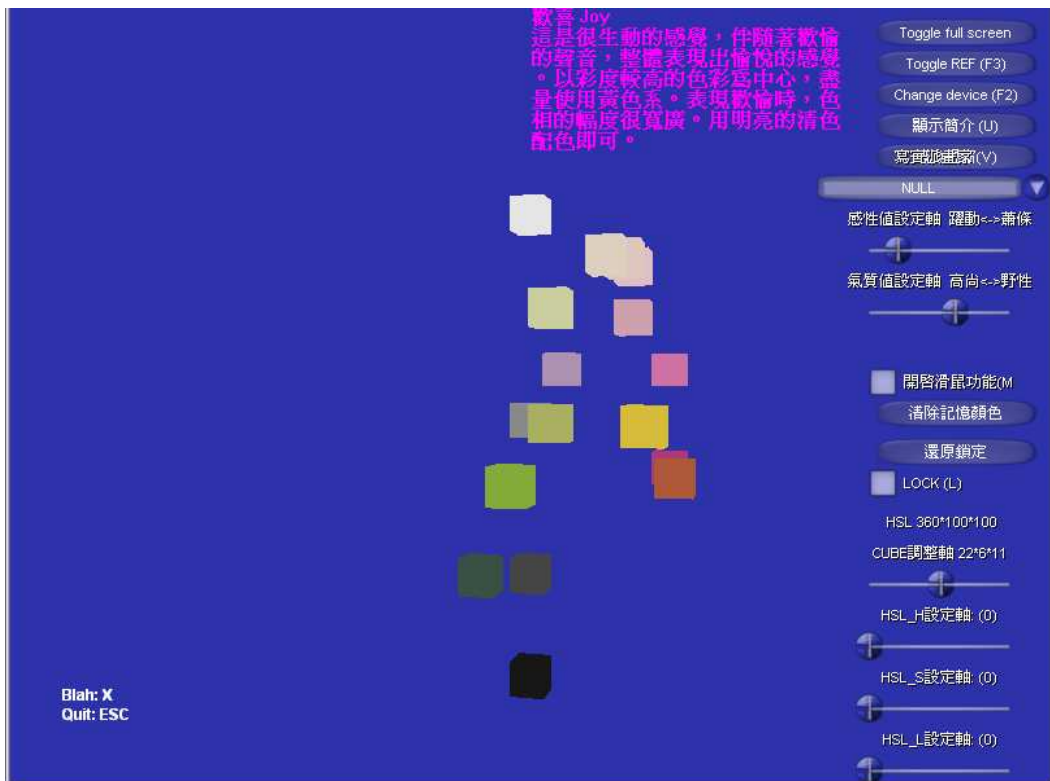 歡喜 Joy
這是很生動的感覺，伴隨著歡愉
的聲音，整體表現出愉悅的感覺
。以彩度較高的色彩為中心，盡
量使用黃色系。表現歡愉時，色
相的幅度很寬廣。用明亮的清色
配色即可。
Toggle full screen
Toggle REF (F3)
Change device (F2)
顯示簡介 (U)
(V)
NULL
感性值設定軸 躍動<->蕭條
氣質值設定軸 高尚<->野性
開啓滑鼠功能(M
清除記憶顏色
還原鎖定
LOCK (L)
HSL 360*100*100
CUBE調整軸 22*6*11
HSL_H設定軸: (0)
HSL_S設定軸: (0)
HSL_L設定軸: (0)
Blah: X
Quit: ESC